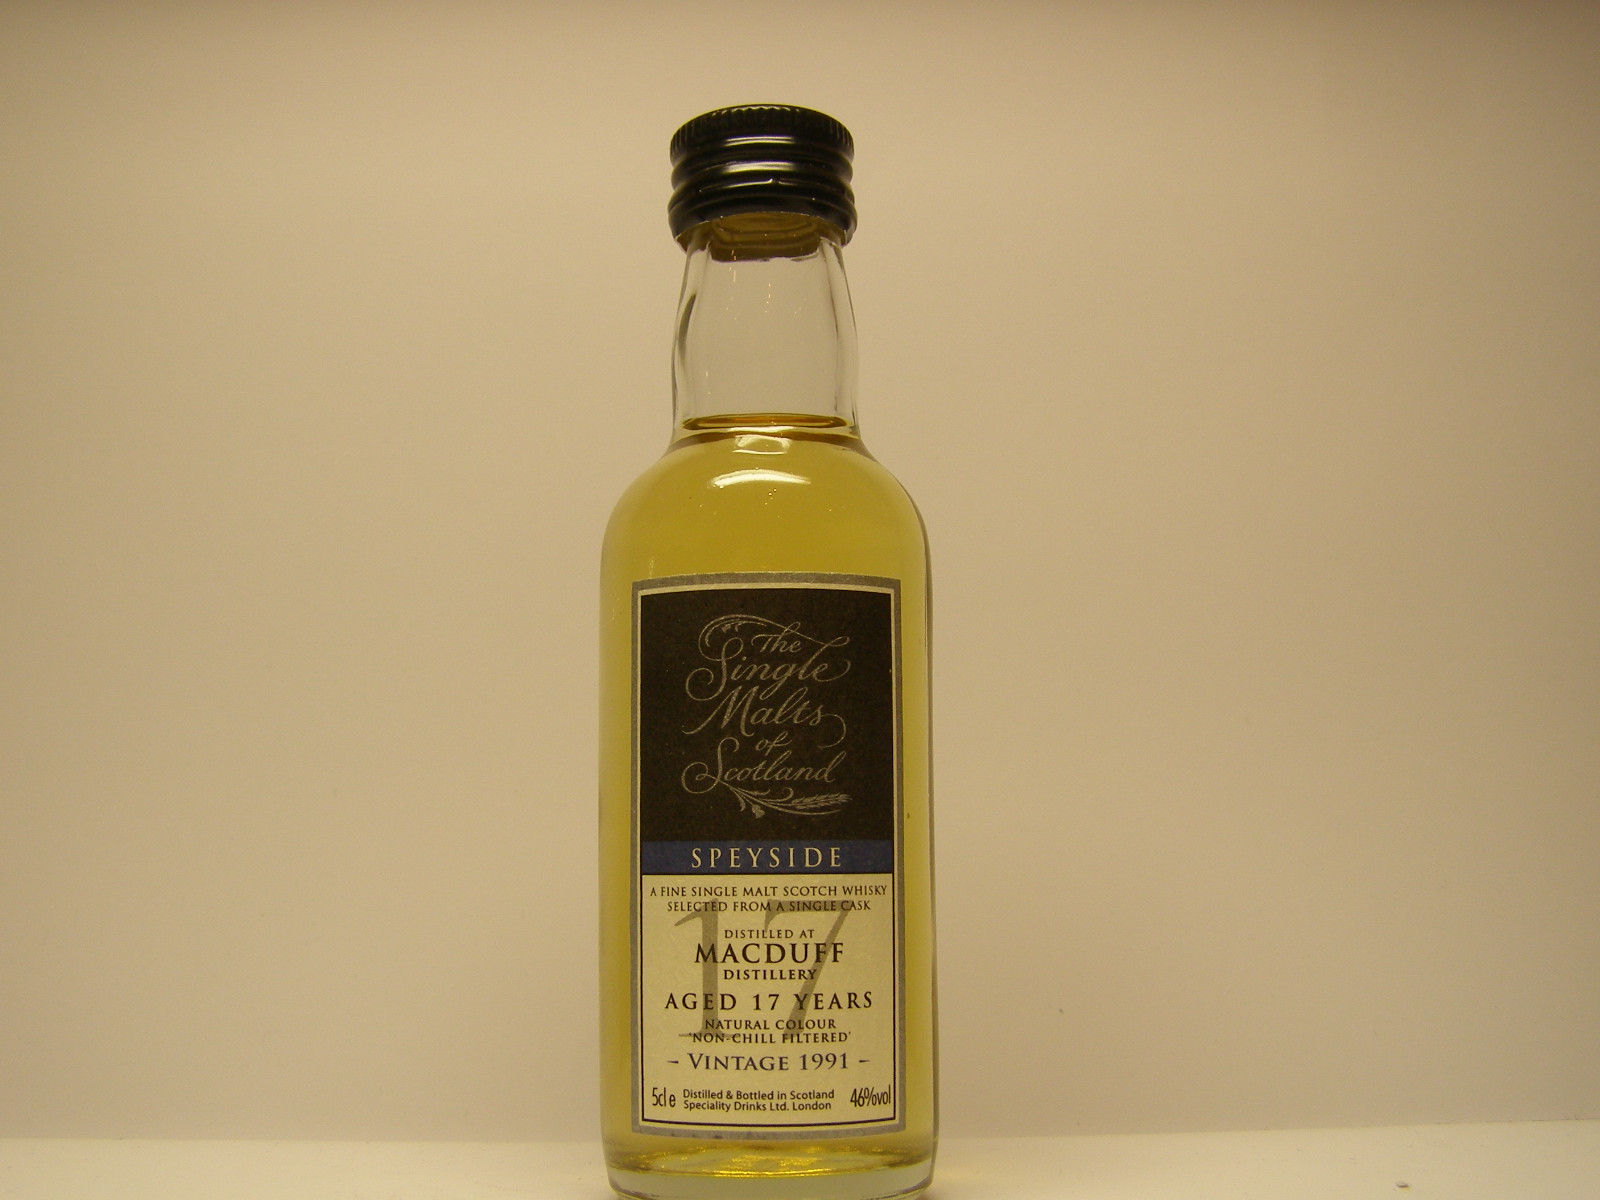 The
Single
Malts
of
Scotland
SPEYSIDE
A FINE SINGLE MALT SCOTCH WHISKY
SELECTED FROM A SINGLE CASK
17
DISTILLED AT
MACDUFF
DISTILLERY
AGED 17 YEARS
NATURAL COLOUR
'NON-CHILL FILTERED'
- VINTAGE 1991 -
5cl e Distilled & Bottled in Scotland 46%vol
Speciality Drinks Ltd. London